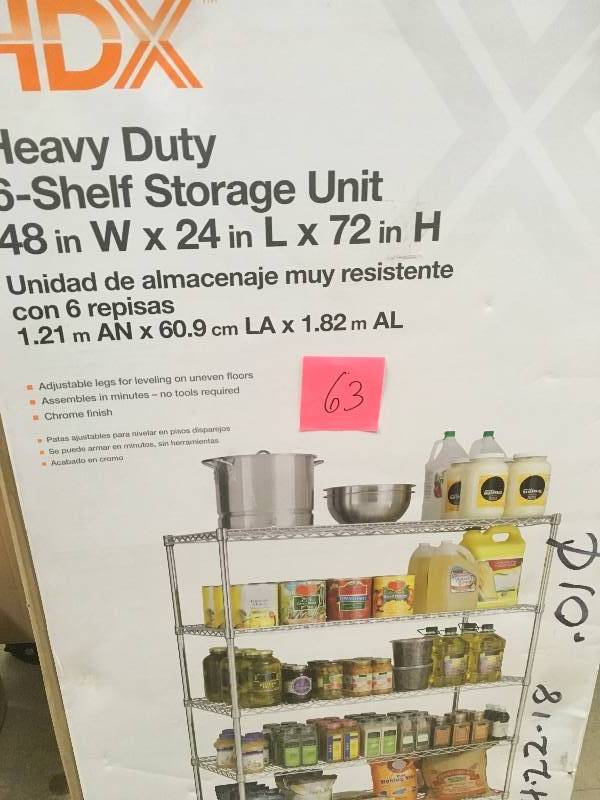 HDX
Heavy Duty
6-Shelf Storage Unit
48 in W x 24 in L x 72 in H
Unidad de almacenaje muy resistente
con 6 repisas
1.21 m AN x 60.9 cm LA x 1.82 m AL
Adjustable legs for leveling on uneven floors
Assembles in minutes – no tools required
Chrome finish
Patas ajustables para nivelar en pisos disparejos
Se puede armar en minutos, sin herramientas
Acabado en cromo
63
.01¢
22.18